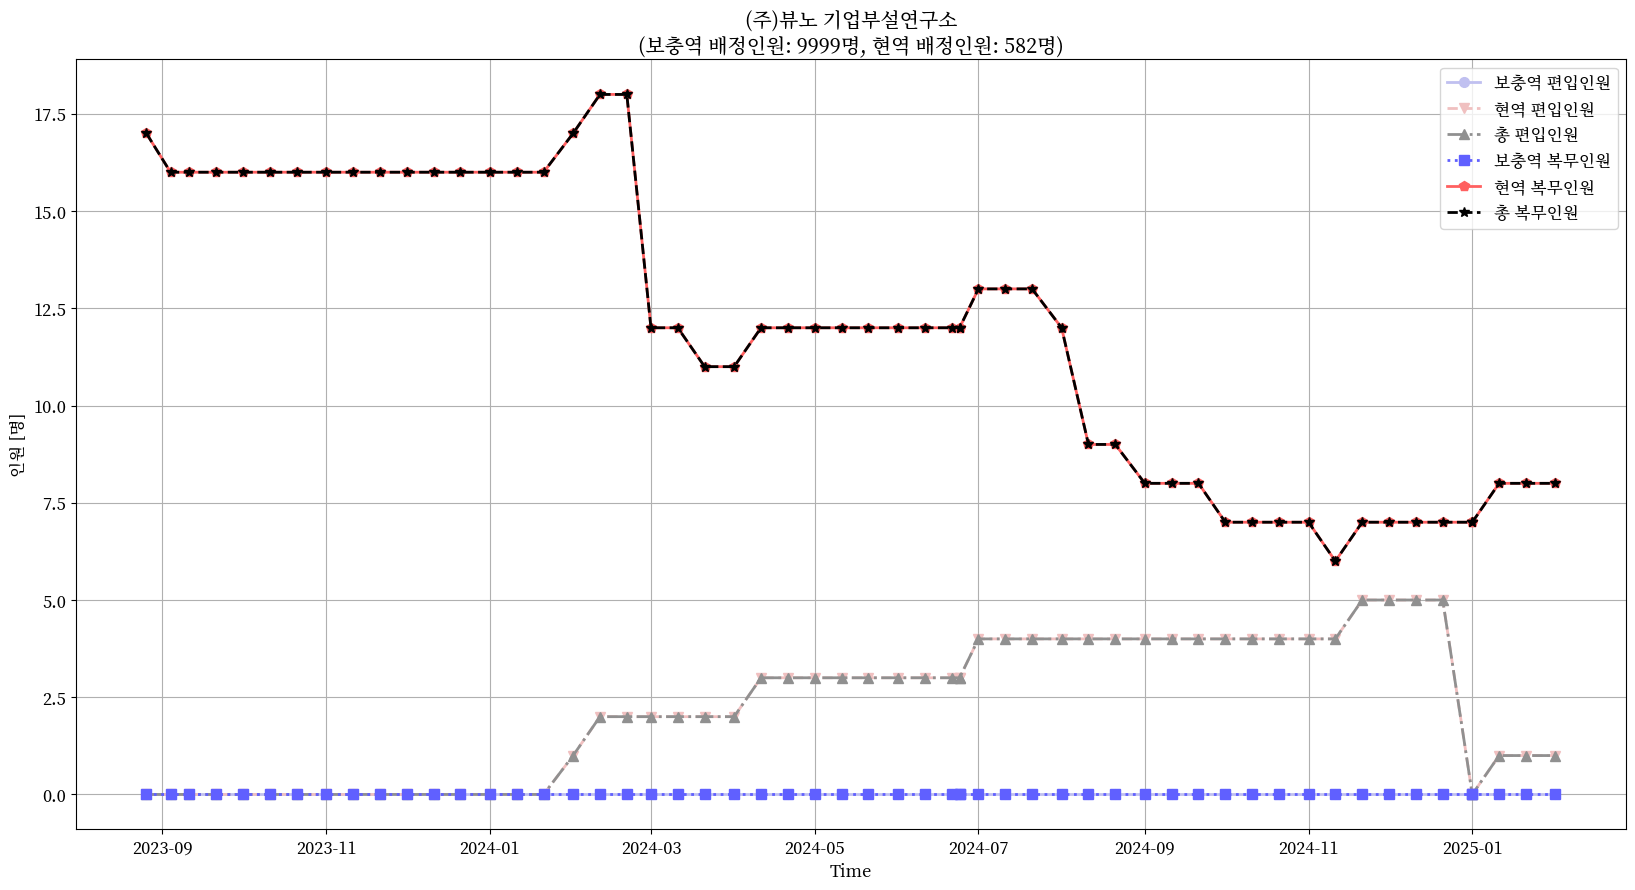 (주)뷰노 기업부설연구소
(보충역 배정인원: 9999명, 현역 배정인원: 582명)
보충역 편입인원
현역 편입인원
총 편입인원
보충역 복무인원
현역 복무인원
총 복무인원
인원 [명]
17.5
15.0
12.5
10.0
7.5
5.0
2.5
0.0
2023-09 2023-11 2024-01 2024-03 2024-05 2024-07 2024-09 2024-11 2025-01
Time